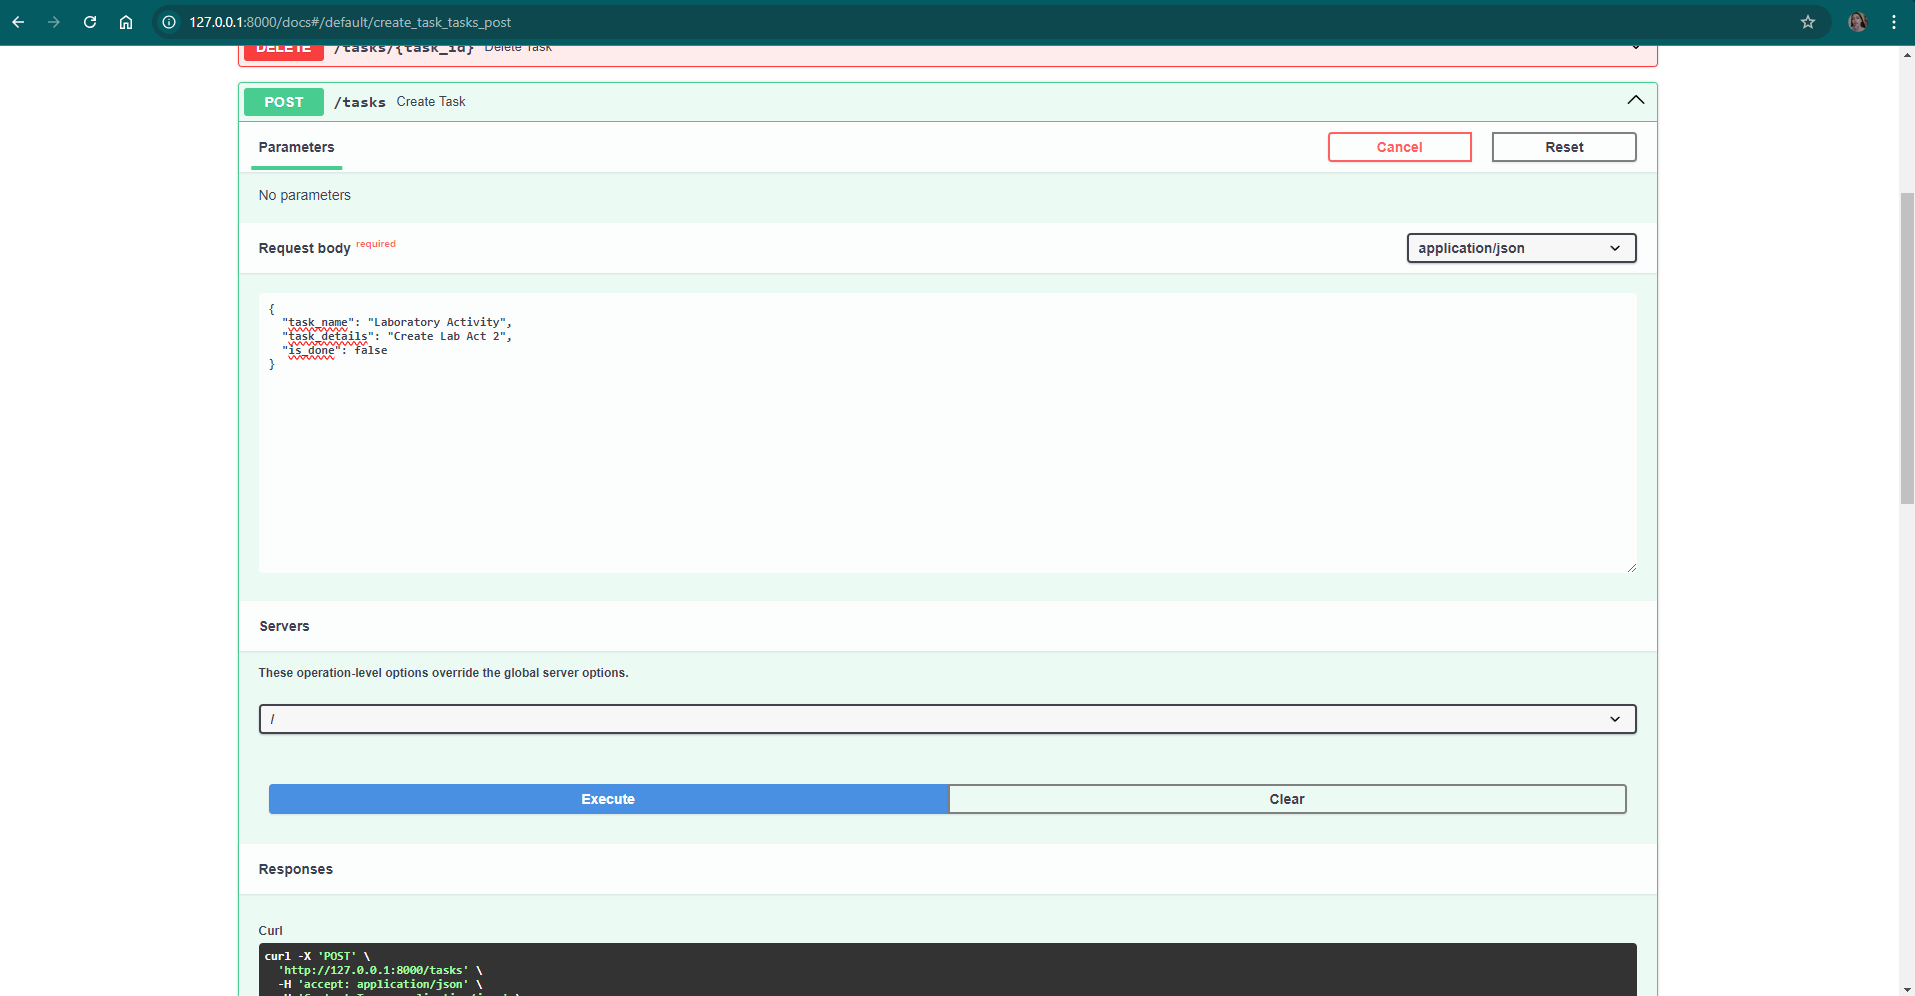 127.0.0.1:8000/docs#/default/create_task_tasks_post
DELETE /tasks/{task_id} Delete Task
POST /tasks Create Task
Parameters Cancel Reset
No parameters
Request body required application/json
{
"task_name": "Laboratory Activity",
"task_details": "Create Lab Act 2",
"is_done": false
}
Servers
These operation-level options override the global server options.
/
Execute Clear
Responses
Curl
curl -X 'POST' \
'http://127.0.0.1:8000/tasks' \
-H 'accept: application/json' \